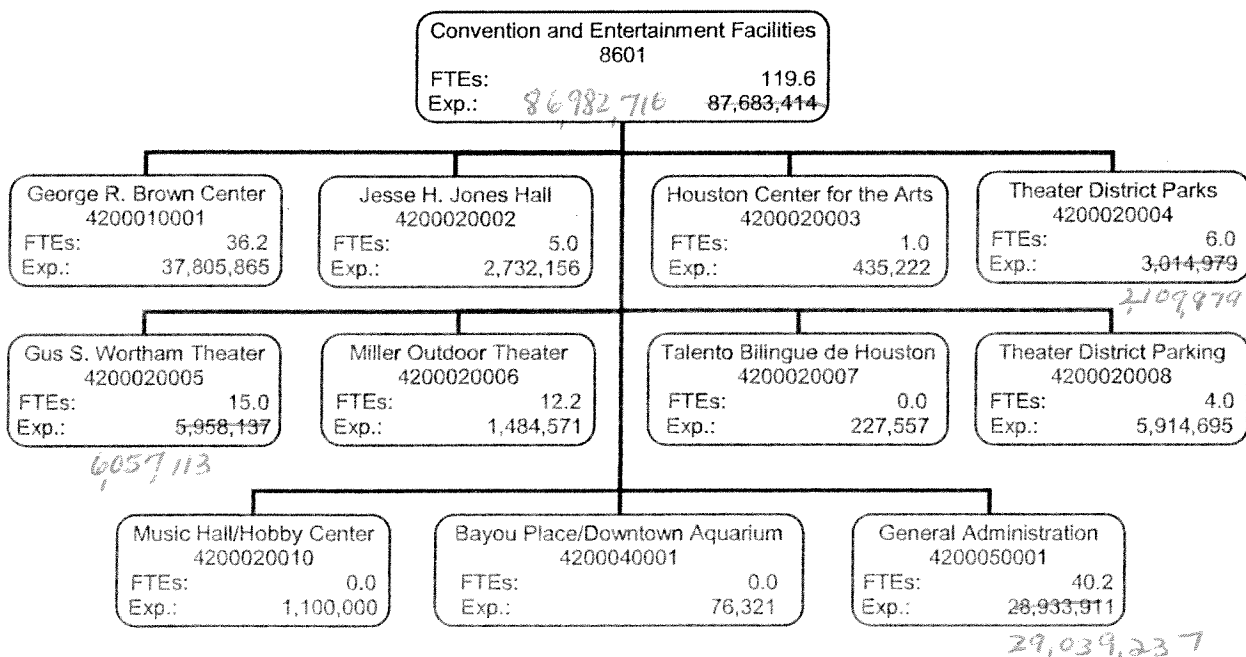 Convention and Entertainment Facilities
8601
FTEs: 119.6
Exp.: 86,982,716 87,683,414
George R. Brown Center
4200010001
FTEs: 36.2
Exp.: 37,805,865
Jesse H. Jones Hall
4200020002
FTEs: 5.0
Exp.: 2,732,156
Houston Center for the Arts
4200020003
FTEs: 1.0
Exp.: 435,222
Theater District Parks
4200020004
FTEs: 6.0
Exp.: 3,014,979
2,109,879
Gus S. Wortham Theater
4200020005
FTEs: 15.0
Exp.: 5,958,137
6,057,113
Miller Outdoor Theater
4200020006
FTEs: 12.2
Exp.: 1,484,571
Talento Bilingue de Houston
4200020007
FTEs: 0.0
Exp.: 227,557
Theater District Parking
4200020008
FTEs: 4.0
Exp.: 5,914,695
Music Hall/Hobby Center
4200020010
FTEs: 0.0
Exp.: 1,100,000
Bayou Place/Downtown Aquarium
4200040001
FTEs: 0.0
Exp.: 76,321
General Administration
4200050001
FTEs: 40.2
Exp.: 28,933,911
29,039,237